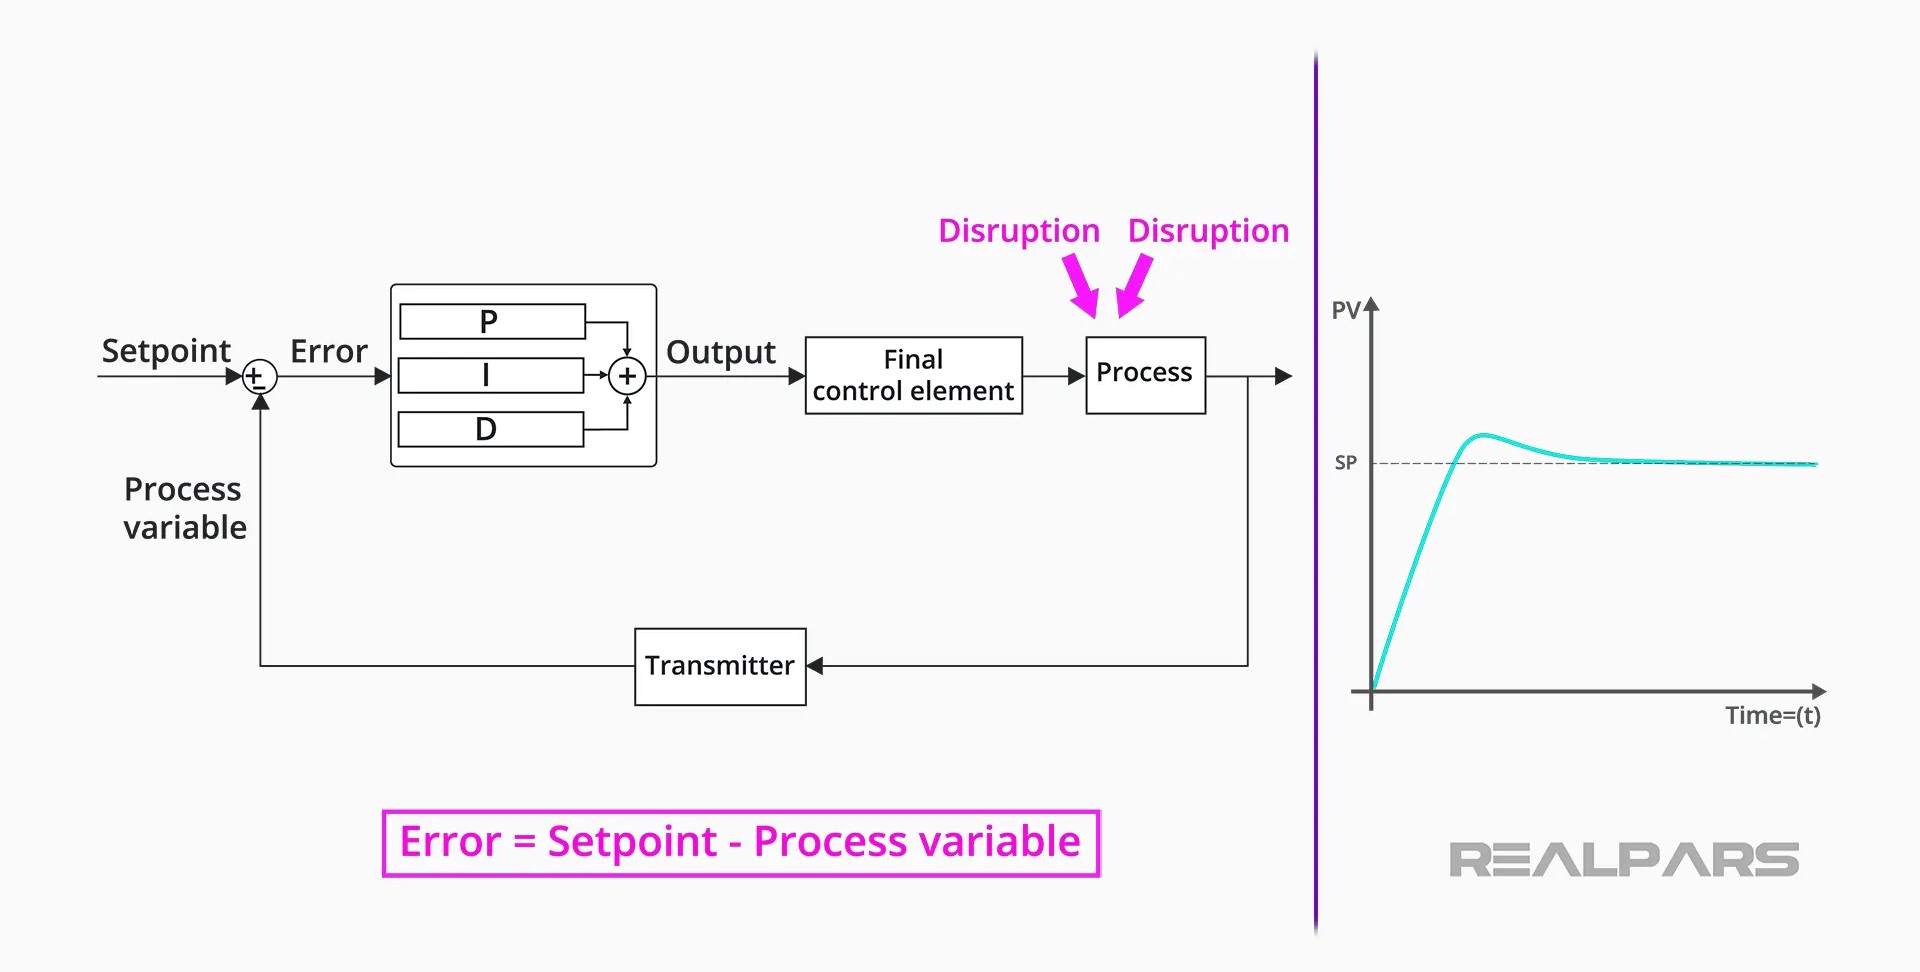 Disruption Disruption
Setpoint
+
-
Error
P
I
D
+
Output
Final
control element
Process
Process
variable
Transmitter
Error = Setpoint - Process variable
PV
SP
Time=(t)
REALPARS